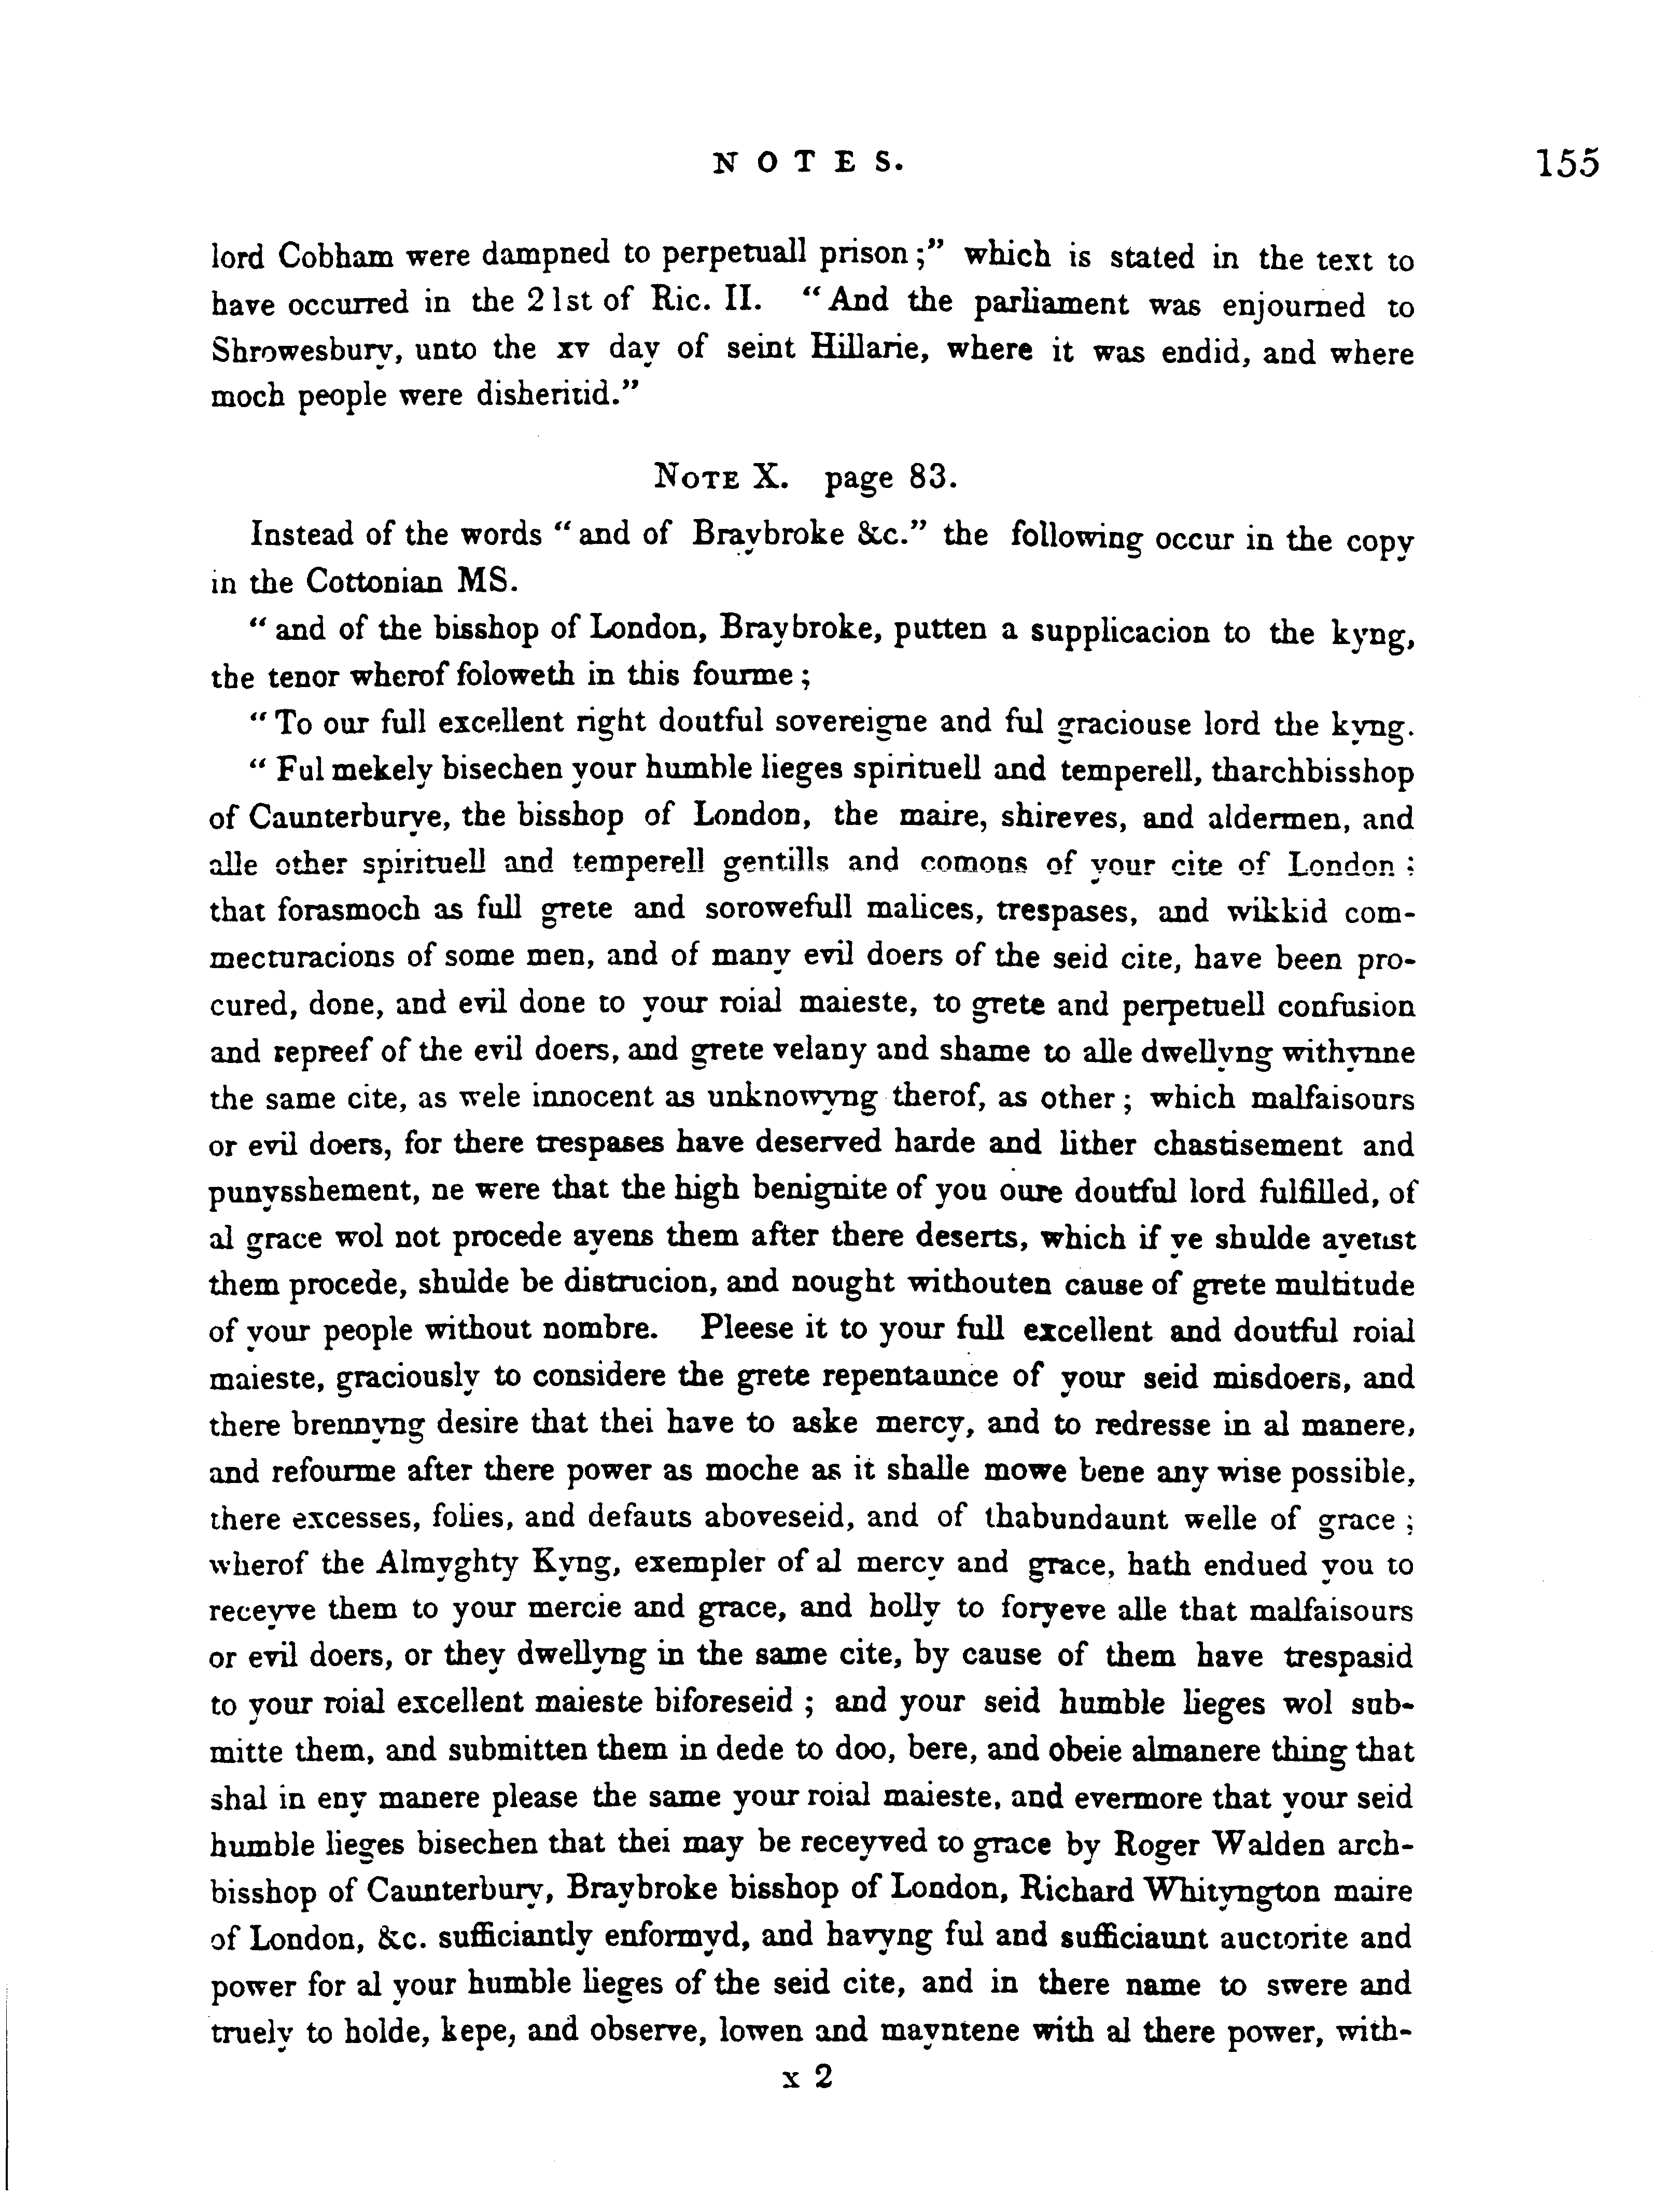 NOTES. 155
lord Cobham were dampned to perpetuall prison;” which is stated in the text to
have occurred in the 21st of Ric. II. “And the parliament was enjourned to
Shrowesbury, unto the xv day of seint Hillarie, where it was endid, and where
moch people were disheritid.”
NOTE X. page 83.
Instead of the words “and of Braybroke &c.” the following occur in the copy
in the Cottonian MS.
“and of the bisshop of London, Braybroke, putten a supplicacion to the kyng,
the tenor wherof foloweth in this fourme;
“To our full excellent right doutful sovereigne and ful graciouse lord the kyng.
“Ful mekely bisechen your humble lieges spirituell and temperell, tharchbisshop
of Caunterburye, the bisshop of London, the maire, shireves, and aldermen, and
alle other spirituell and temperell gentills and comons of your cite of London;
that forasmoch as full grete and sorowefull malices, trespases, and wikkid com-
mecturacions of some men, and of many evil doers of the seid cite, have been pro-
cured, done, and evil done to your roial maieste, to grete and perpetuell confusion
and repreef of the evil doers, and grete velany and shame to alle dwellyng withynne
the same cite, as wele innocent as unknowyng therof, as other; which malfaisours
or evil doers, for there trespases have deserved harde and lither chastisement and
punysshement, ne were that the high benignite of you oure doutful lord fulfilled, of
al grace wol not procede ayens them after there deserts, which if ye shulde ayenst
them procede, shulde be distrucion, and nought withouten cause of grete multitude
of your people without nombre. Pleese it to your full excellent and doutful roial
maieste, graciously to considere the grete repentaunce of your seid misdoers, and
there brennyng desire that thei have to aske mercy, and to redresse in al manere,
and refourme after there power as moche as it shalle mowe bene any wise possible,
there excesses, folies, and defauts aboveseid, and of thabundaunt welle of grace;
wherof the Almyghty Kyng, exempler of al mercy and grace, hath endued you to
receyve them to your mercie and grace, and holly to foryeve alle that malfaisours
or evil doers, or they dwellyng in the same cite, by cause of them have trespasid
to your roial excellent maieste biforeseid; and your seid humble lieges wol sub-
mitte them, and submitten them in dede to doo, bere, and obeie almanere thing that
shal in eny manere please the same your roial maieste, and evermore that your seid
humble lieges bisechen that thei may be receyved to grace by Roger Walden arch-
bisshop of Caunterbury, Braybroke bisshop of London, Richard Whityngton maire
of London, &c. sufficiantly enformyd, and havyng ful and sufficiaunt auctorite and
power for al your humble lieges of the seid cite, and in there name to swere and
truely to holde, kepe, and observe, lowen and mayntene with al there power, with-
x 2